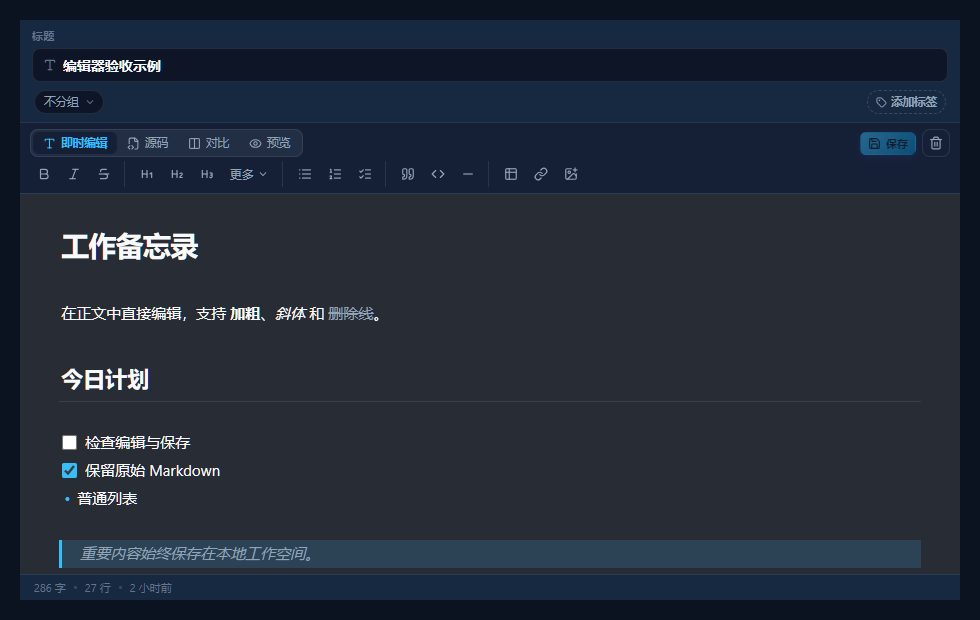 标题
编辑器验收示例
不分组
添加标签
即时编辑 源码 对比 预览 保存
B I S H1 H2 H3 更多
工作备忘录
在正文中直接编辑，支持 加粗、斜体 和 删除线。
今日计划
检查编辑与保存
保留原始 Markdown
• 普通列表
重要内容始终保存在本地工作空间。
286 字 • 27 行 • 2 小时前